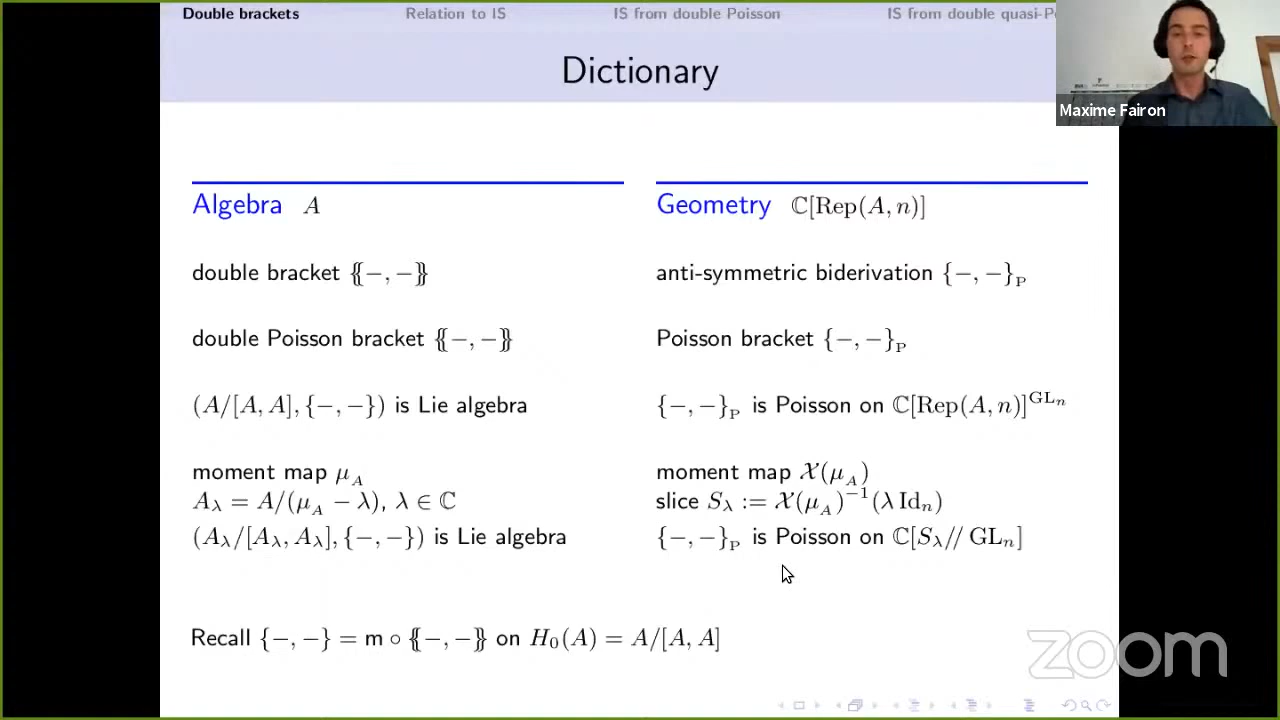 Double brackets Relation to IS IS from double Poisson IS from double quasi-Po
Dictionary
Maxime Fairon
Algebra A Geometry ℂ[Rep(A, n)]
double bracket {{−, −}} anti-symmetric biderivation {−, −}_P
double Poisson bracket {{−, −}} Poisson bracket {−, −}_P
(A/[A, A], {−, −}) is Lie algebra {−, −}_P is Poisson on ℂ[Rep(A, n)]^{GL_n}
moment map μ_A moment map 𝒳(μ_A)
A_λ = A/(μ_A − λ), λ ∈ ℂ slice S_λ := 𝒳(μ_A)^{−1}(λ Id_n)
(A_λ/[A_λ, A_λ], {−, −}) is Lie algebra {−, −}_P is Poisson on ℂ[S_λ // GL_n]
Recall {−, −} = m ∘ {{−, −}} on H_0(A) = A/[A, A]
zoom